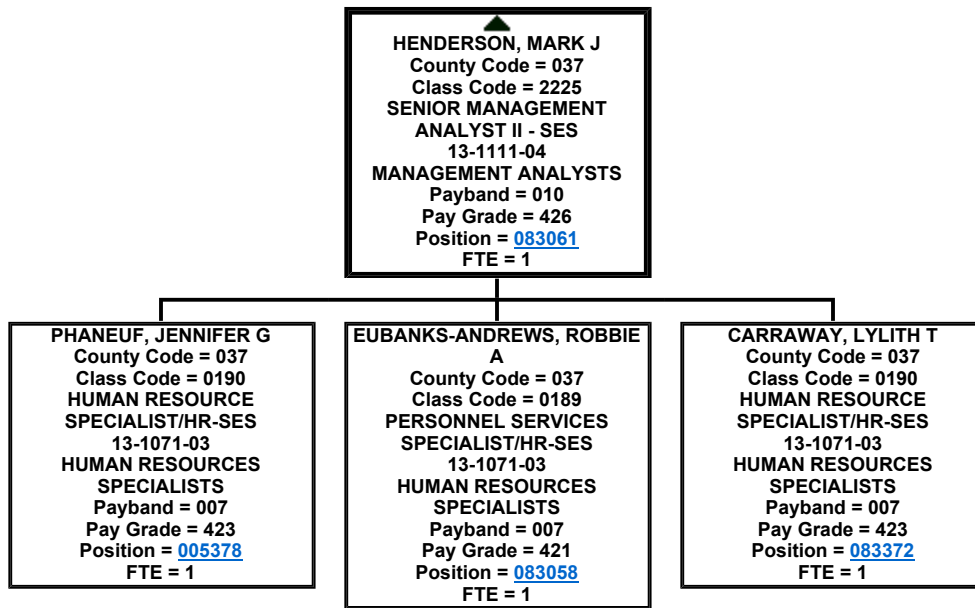 HENDERSON, MARK J
County Code = 037
Class Code = 2225
SENIOR MANAGEMENT
ANALYST II - SES
13-1111-04
MANAGEMENT ANALYSTS
Payband = 010
Pay Grade = 426
Position = 083061
FTE = 1
PHANEUF, JENNIFER G
County Code = 037
Class Code = 0190
HUMAN RESOURCE
SPECIALIST/HR-SES
13-1071-03
HUMAN RESOURCES
SPECIALISTS
Payband = 007
Pay Grade = 423
Position = 005378
FTE = 1
EUBANKS-ANDREWS, ROBBIE
A
County Code = 037
Class Code = 0189
PERSONNEL SERVICES
SPECIALIST/HR-SES
13-1071-03
HUMAN RESOURCES
SPECIALISTS
Payband = 007
Pay Grade = 421
Position = 083058
FTE = 1
CARRAWAY, LYLITH T
County Code = 037
Class Code = 0190
HUMAN RESOURCE
SPECIALIST/HR-SES
13-1071-03
HUMAN RESOURCES
SPECIALISTS
Payband = 007
Pay Grade = 423
Position = 083372
FTE = 1